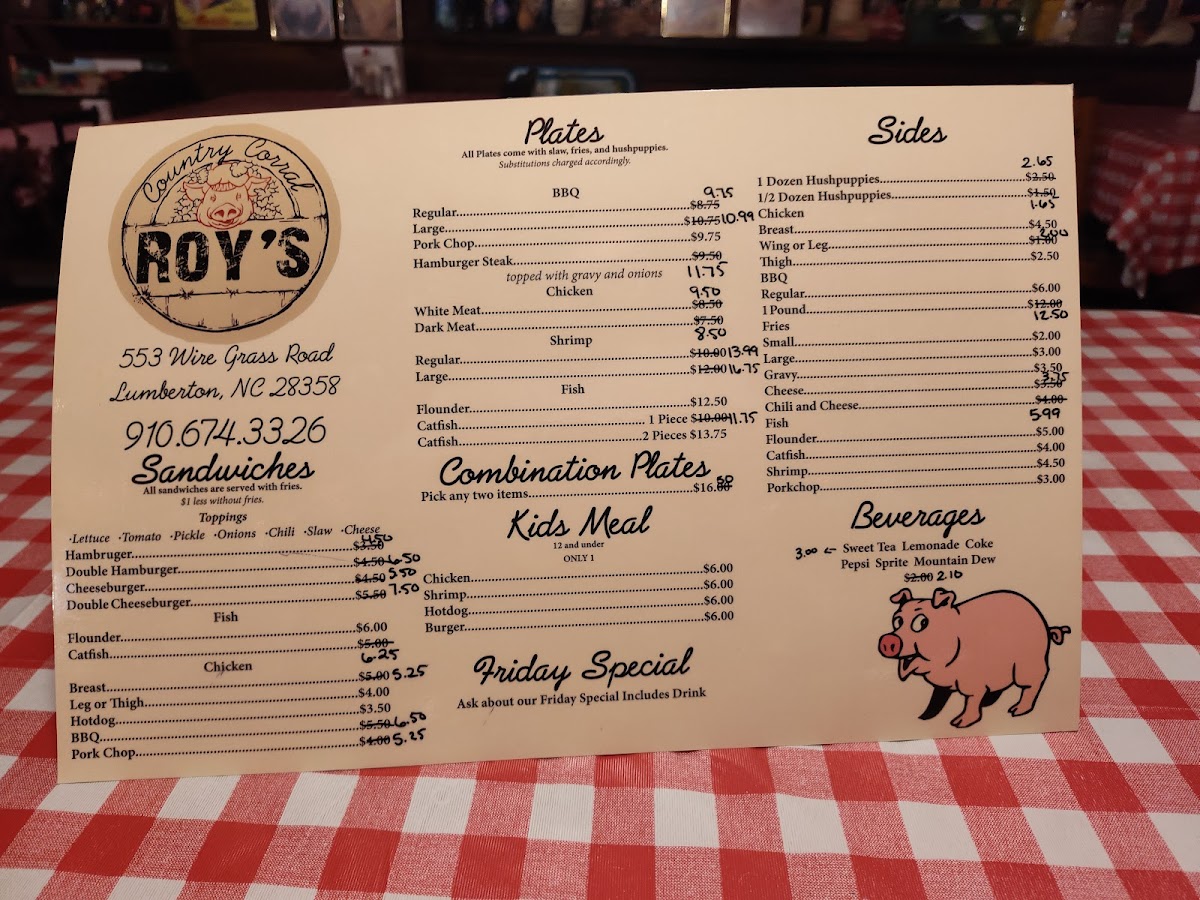 Country Corral
ROY'S
553 Wire Grass Road
Lumberton, NC 28358
910.674.3326
Sandwiches
All sandwiches are served with fries.
$1 less without fries.
Toppings
·Lettuce ·Tomato ·Pickle ·Onions ·Chili ·Slaw ·Cheese
4.50
Hambruger $3.50
Double Hamburger $4.50 6.50
Cheeseburger $4.50 5.50
Double Cheeseburger $5.50 7.50
Fish
Flounder $6.00
Catfish $5.00
6.25
Chicken
Breast $5.00 5.25
Leg or Thigh $4.00
Hotdog $3.50
BBQ $5.50 6.50
Pork Chop $4.00 5.25
Plates
All Plates come with slaw, fries, and hushpuppies.
Substitutions charged accordingly.
BBQ
9.75
Regular $8.75
Large $10.75 10.99
Pork Chop $9.75
Hamburger Steak $9.50
topped with gravy and onions 11.75
Chicken 9.50
White Meat $8.50
Dark Meat $7.50
Shrimp 8.50
Regular $10.00 13.99
Large $12.00 16.75
Fish
Flounder $12.50
Catfish 1 Piece $10.00 11.75
Catfish 2 Pieces $13.75
Combination Plates
Pick any two items $16.00 50
Kids Meal
12 and under
ONLY 1
Chicken $6.00
Shrimp $6.00
Hotdog $6.00
Burger $6.00
Friday Special
Ask about our Friday Special Includes Drink
Sides
2.65
1 Dozen Hushpuppies $2.50
1/2 Dozen Hushpuppies $1.50
1.65
Chicken
Breast $4.50
2.00
Wing or Leg $1.00
Thigh $2.50
BBQ
Regular $6.00
1 Pound $12.00
12.50
Fries
Small $2.00
Large $3.00
Gravy $3.50
3.75
Cheese $3.50
Chili and Cheese $4.00
5.99
Fish
Flounder $5.00
Catfish $4.00
Shrimp $4.50
Porkchop $3.00
Beverages
3.00 ← Sweet Tea Lemonade Coke
Pepsi Sprite Mountain Dew
$2.00 2.10